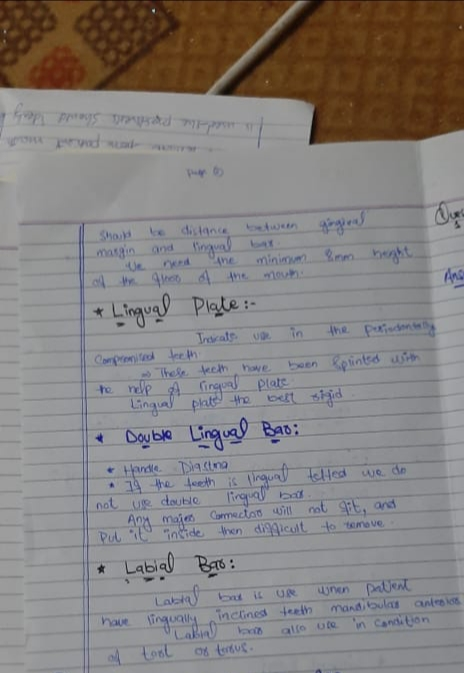 Page ②
Should be distance between gingival
margin and lingual bar.
We need the minimum 8mm height
of the floor of the mouth.
* Lingual Plate:-
Indicate use in the periodontally
Compromised teeth.
⇒ These teeth have been Splinted with
the help of lingual plate
Lingual plate the best rigid.
* Double Lingual Bar:
* Handle Diastma
* If the teeth is lingual tilted we do
not use double lingual bar.
Any major Connector will not fit, and
put it inside then difficult to remove.
* Labial Bar:
Labial bar is use when patient
have lingually inclined teeth mandibular anterior
Labial bar also use in condition
of tori or torus.
Ans